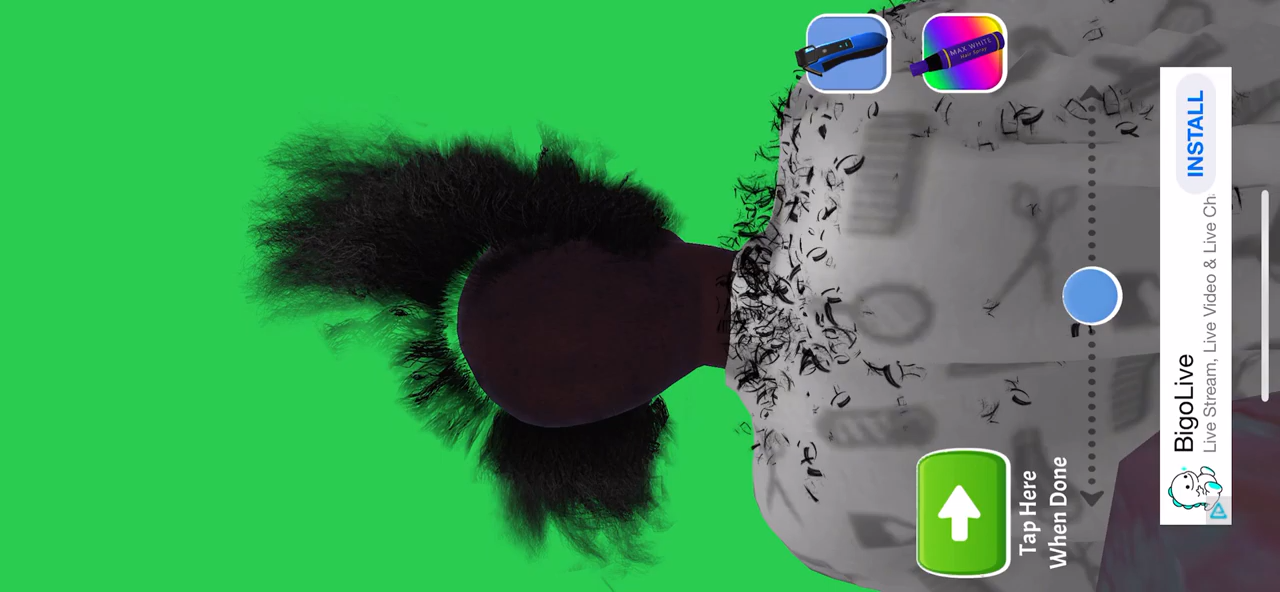 MAX WHITE
Hair Spray
Tap Here
When Done
INSTALL
BigoLive
Live Stream, Live Video & Live Ch